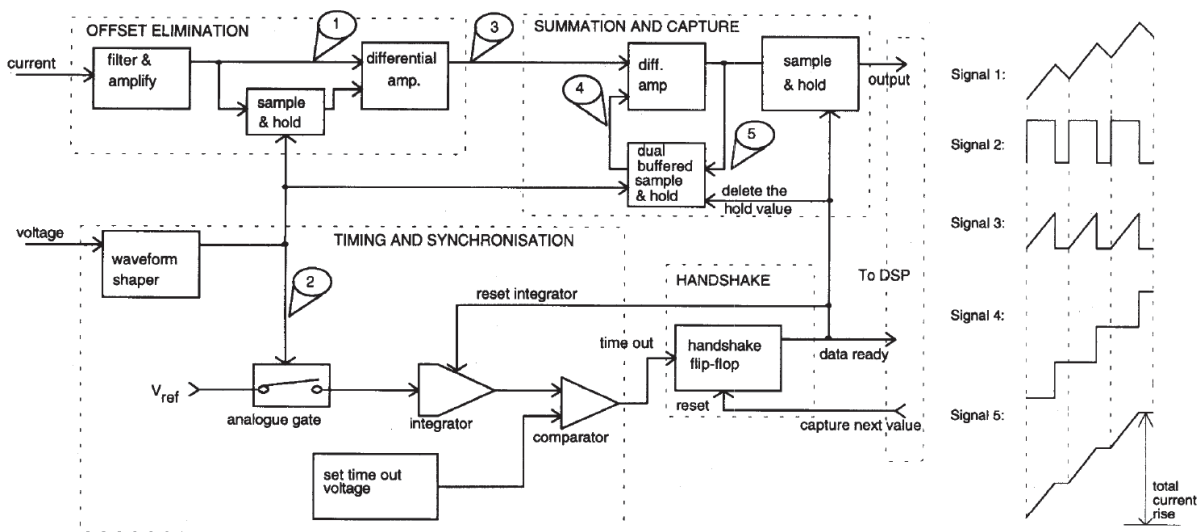 OFFSET ELIMINATION
1
3
SUMMATION AND CAPTURE
current
filter &
amplify
differential
amp.
sample
& hold
diff.
amp
sample
& hold
output
4
5
dual
buffered
sample
& hold
delete the
hold value
voltage
TIMING AND SYNCHRONISATION
waveform
shaper
2
reset integrator
HANDSHAKE
To DSP
time out
handshake
flip-flop
data ready
Vref
analogue gate
integrator
comparator
reset
capture next value
set time out
voltage
Signal 1:
Signal 2:
Signal 3:
Signal 4:
Signal 5:
total
current
rise